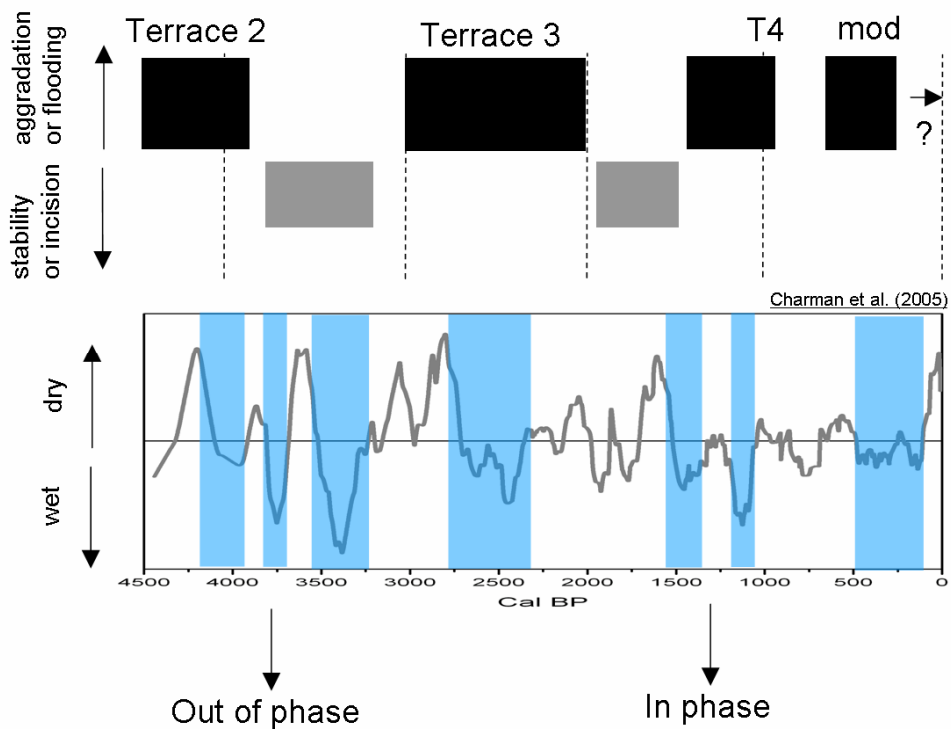 Terrace 2
Terrace 3
T4
mod
aggradation
or flooding
?
stability
or incision
Charman et al. (2005)
dry
wet
4500 4000 3500 3000 2500 2000 1500 1000 500 0
Cal BP
Out of phase
In phase